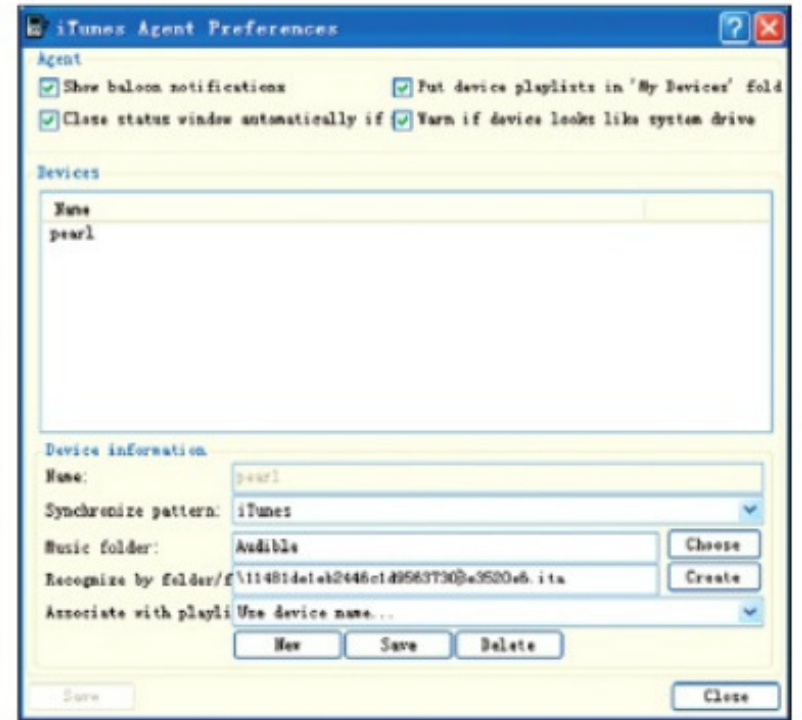 iTunes Agent Preferences
Agent
Show baloon notifications
Put device playlists in 'My Devices' fold
Close status window automatically if
Warn if device looks like system drive
Devices
Name
pearl
Device information
Name: pearl
Synchronize pattern: iTunes
Music folder: Audible Choose
Recognize by folder/f Create
Associate with playli Use device name...
New Save Delete
Save Close